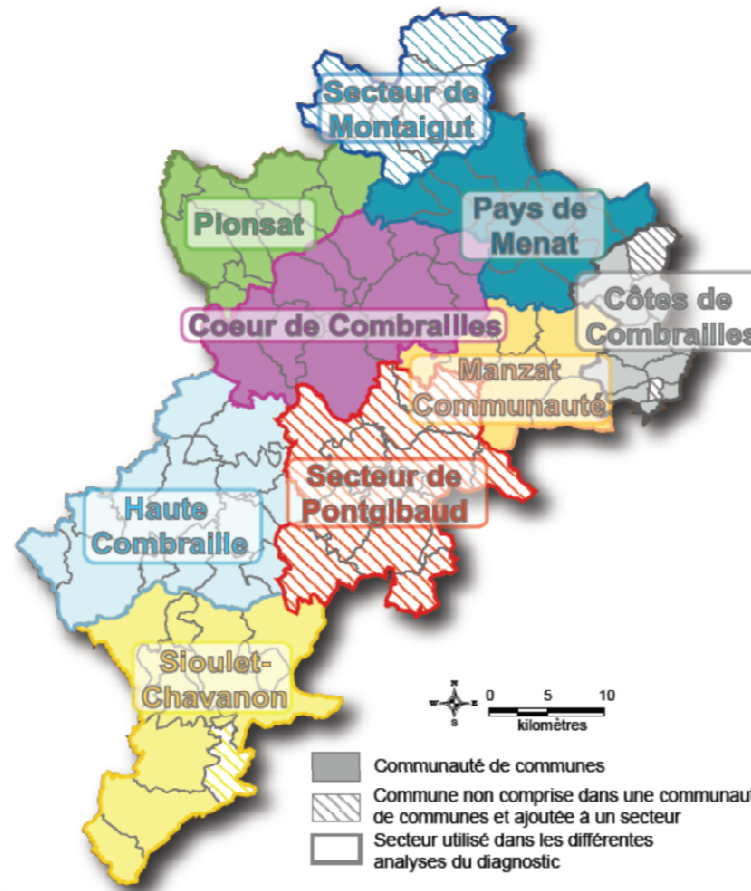 Secteur de
Montaigut
Pionsat
Pays de
Menat
Côtes de
Combrailles
Coeur de Combrailles
Manzat
Communauté
Secteur de
Pontgibaud
Haute
Combraille
Sioulet-
Chavanon
W N E S
0 5 10
kilomètres
Communauté de communes
Commune non comprise dans une communaut
de communes et ajoutée à un secteur
Secteur utilisé dans les différentes
analyses du diagnostic